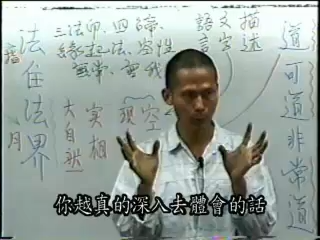 道可道非常道
描述
文字
語言
三法印、四諦、
緣起法、空性
無常、無我
空
現
實相
大自然
法住法界
月
你越真的深入去體會的話